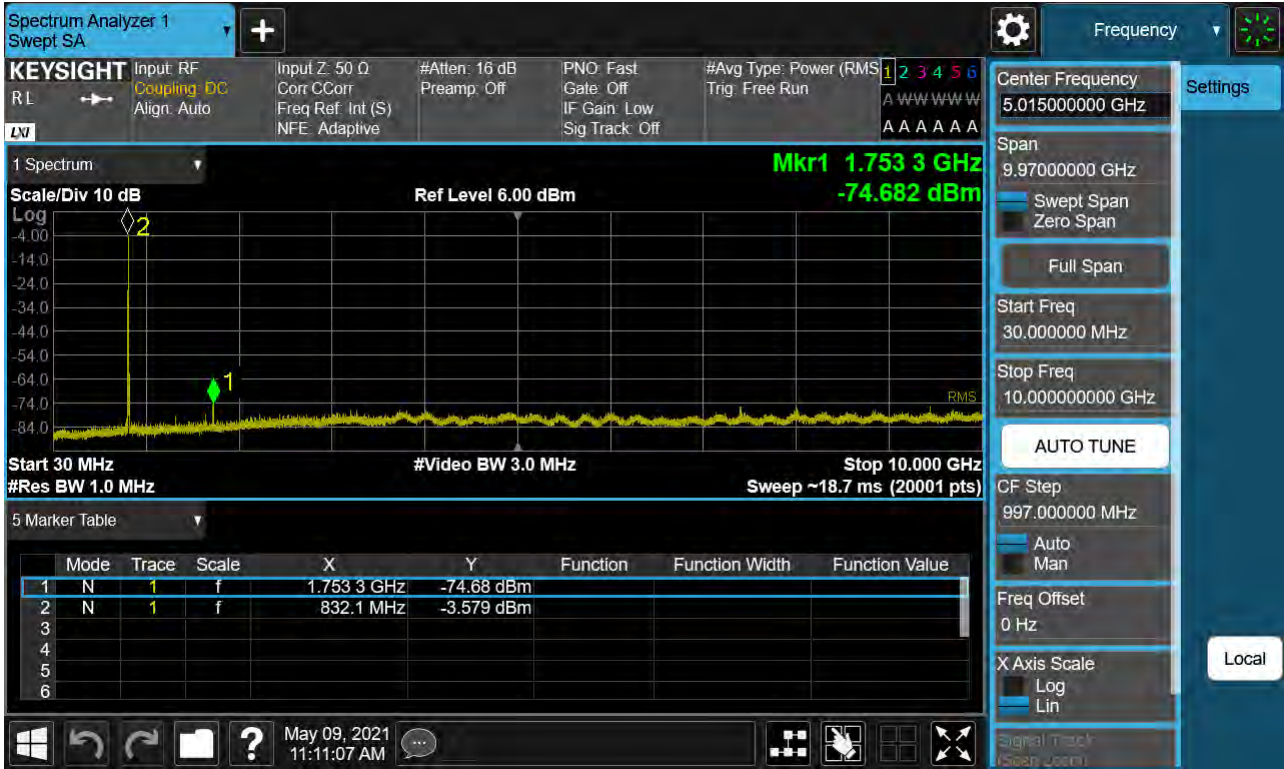 Spectrum Analyzer 1
Swept SA
+
Frequency
KEYSIGHT
R L
LXI
Input: RF
Coupling: DC
Align: Auto
Input Z: 50 Ω
Corr CCorr
Freq Ref: Int (S)
NFE: Adaptive
#Atten: 16 dB
Preamp: Off
PNO: Fast
Gate: Off
IF Gain: Low
Sig Track: Off
#Avg Type: Power (RMS
Trig: Free Run
1 2 3 4 5 6
A W W W W W
A A A A A A
1 Spectrum
Mkr1 1.753 3 GHz
Scale/Div 10 dB
Ref Level 6.00 dBm
-74.682 dBm
Log
2
-4.00
-14.0
-24.0
-34.0
-44.0
-54.0
-64.0
1
-74.0
RMS
-84.0
Start 30 MHz
#Video BW 3.0 MHz
Stop 10.000 GHz
#Res BW 1.0 MHz
Sweep ~18.7 ms (20001 pts)
5 Marker Table
Mode Trace Scale X Y Function Function Width Function Value
1 N 1 f 1.753 3 GHz -74.68 dBm
2 N 1 f 832.1 MHz -3.579 dBm
3
4
5
6
?
May 09, 2021
11:11:07 AM
Center Frequency
5.015000000 GHz
Span
9.97000000 GHz
Swept Span
Zero Span
Full Span
Start Freq
30.000000 MHz
Stop Freq
10.000000000 GHz
AUTO TUNE
CF Step
997.000000 MHz
Auto
Man
Freq Offset
0 Hz
X Axis Scale
Log
Lin
Signal Track
(Span Zoom)
Settings
Local